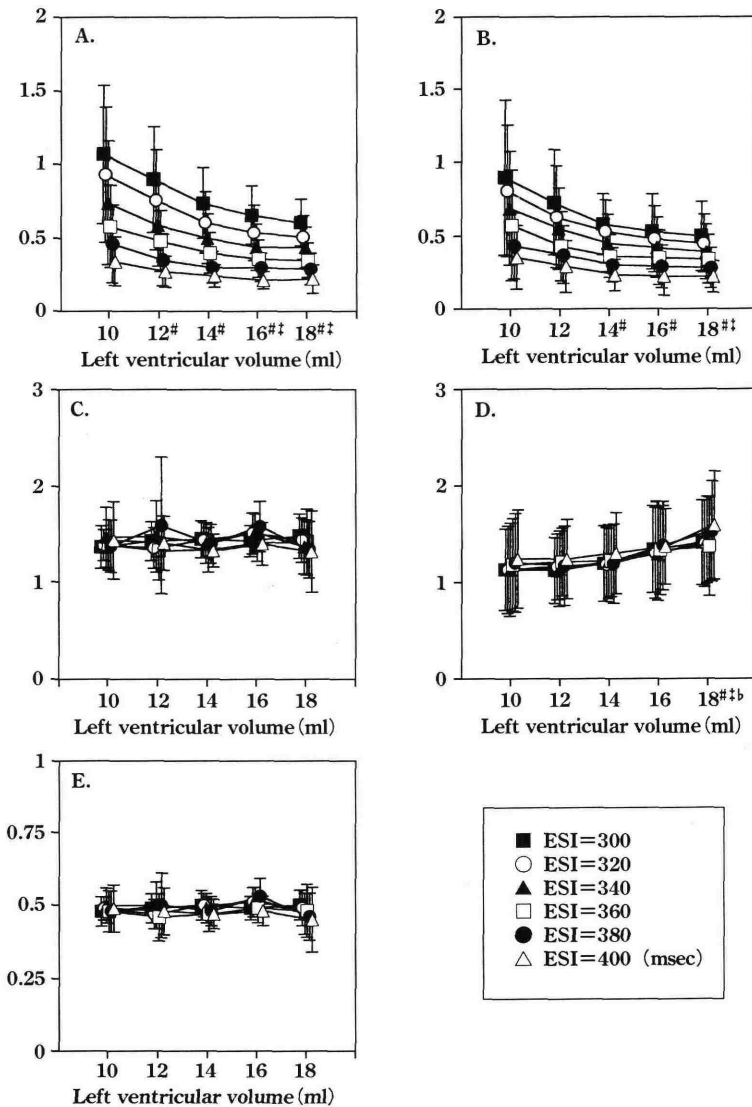 A.
2
1.5
1
0.5
0
10 12#  14#  16#‡ 18#‡
Left ventricular volume (ml)
B.
2
1.5
1
0.5
0
10 12 14#  16#  18#‡
Left ventricular volume (ml)
C.
3
2
1
0
10 12 14 16 18
Left ventricular volume (ml)
D.
3
2
1
0
10 12 14 16 18#‡b
Left ventricular volume (ml)
E.
1
0.75
0.5
0.25
0
10 12 14 16 18
Left ventricular volume (ml)
ESI=300
ESI=320
ESI=340
ESI=360
ESI=380
ESI=400 (msec)